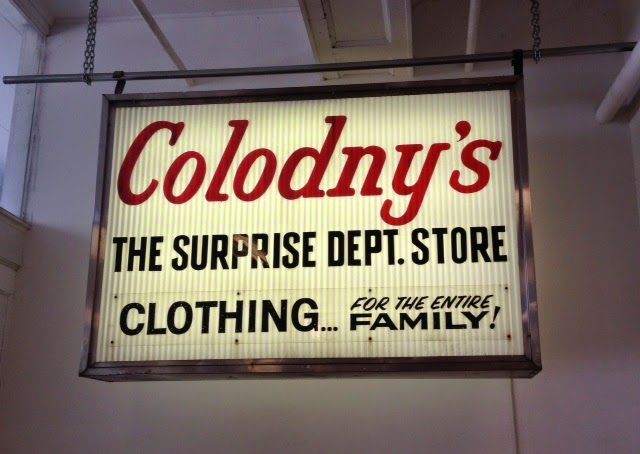 Colodny's
THE SURPRISE DEPT. STORE
CLOTHING... FOR THE ENTIRE
FAMILY!